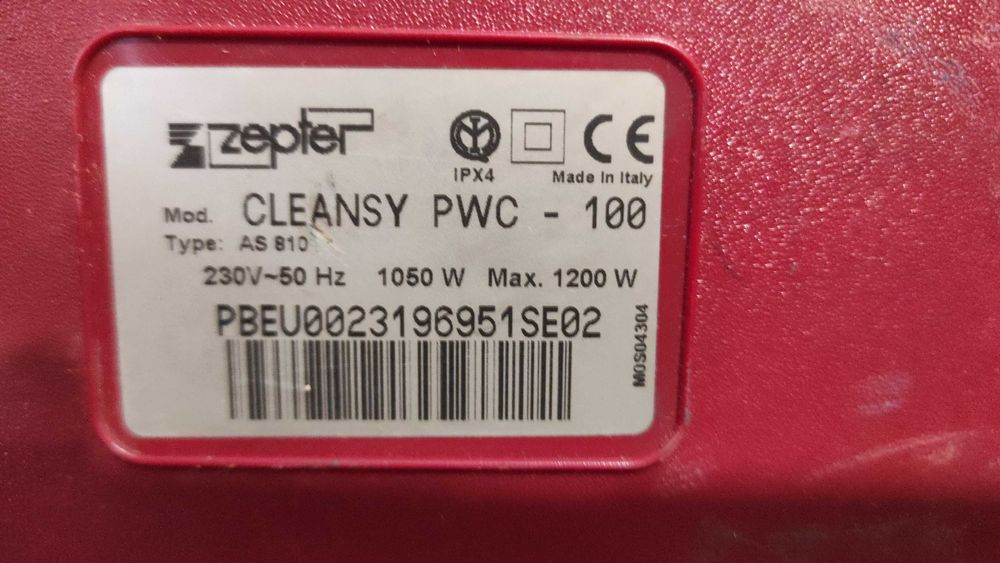 zepter
IPX4
CE
Made In Italy
Mod. CLEANSY PWC - 100
Type: AS 810
230V~50 Hz 1050 W Max. 1200 W
PBEU0023196951SE02
MOS04304